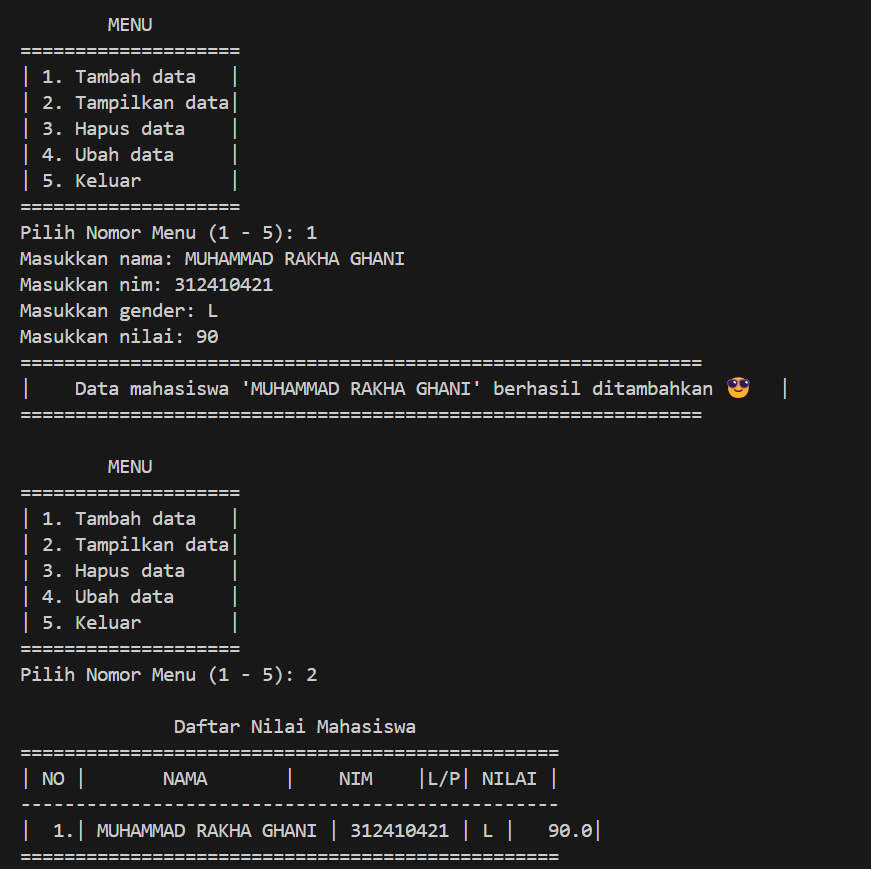 MENU
====================
| 1. Tambah data   |
| 2. Tampilkan data|
| 3. Hapus data    |
| 4. Ubah data     |
| 5. Keluar        |
====================
Pilih Nomor Menu (1 - 5): 1
Masukkan nama: MUHAMMAD RAKHA GHANI
Masukkan nim: 312410421
Masukkan gender: L
Masukkan nilai: 90
==============================================================
|    Data mahasiswa 'MUHAMMAD RAKHA GHANI' berhasil ditambahkan 😎   |
==============================================================

        MENU
====================
| 1. Tambah data   |
| 2. Tampilkan data|
| 3. Hapus data    |
| 4. Ubah data     |
| 5. Keluar        |
====================
Pilih Nomor Menu (1 - 5): 2

              Daftar Nilai Mahasiswa
=================================================
| NO |       NAMA       |    NIM    |L/P| NILAI |
-------------------------------------------------
|  1.| MUHAMMAD RAKHA GHANI | 312410421 | L |   90.0|
=================================================